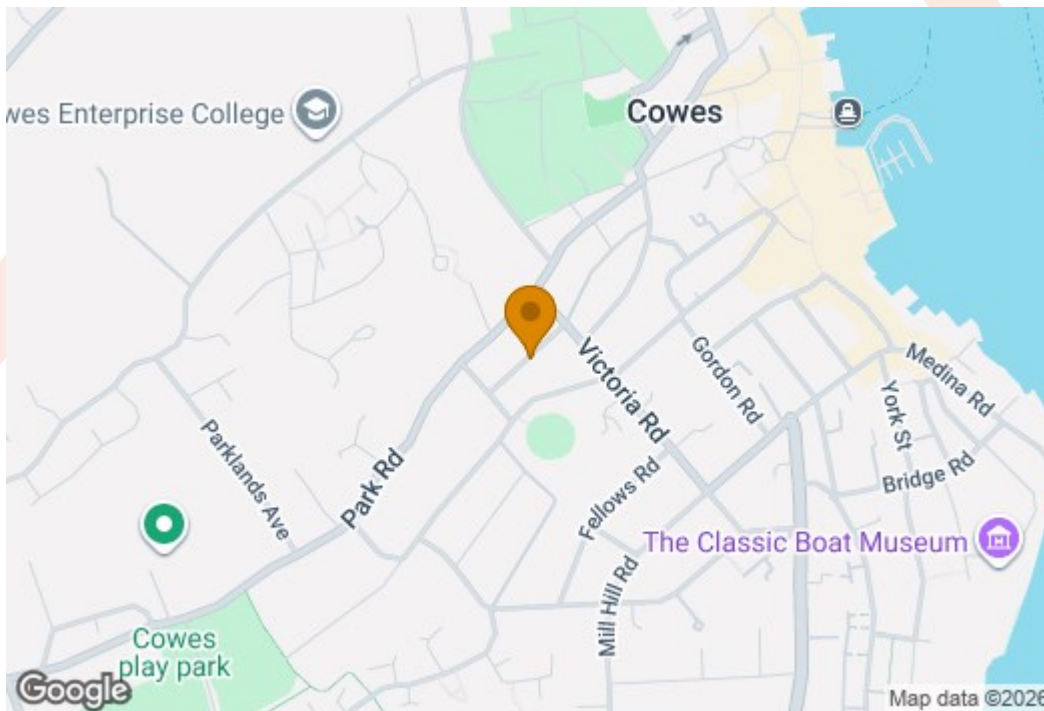 wes Enterprise College
Cowes
Victoria Rd
Gordon Rd
Medina Rd
York St
Bridge Rd
Parklands Ave
Park Rd
Fellows Rd
The Classic Boat Museum
Mill Hill Rd
Cowes
play park
Google
Map data ©2026